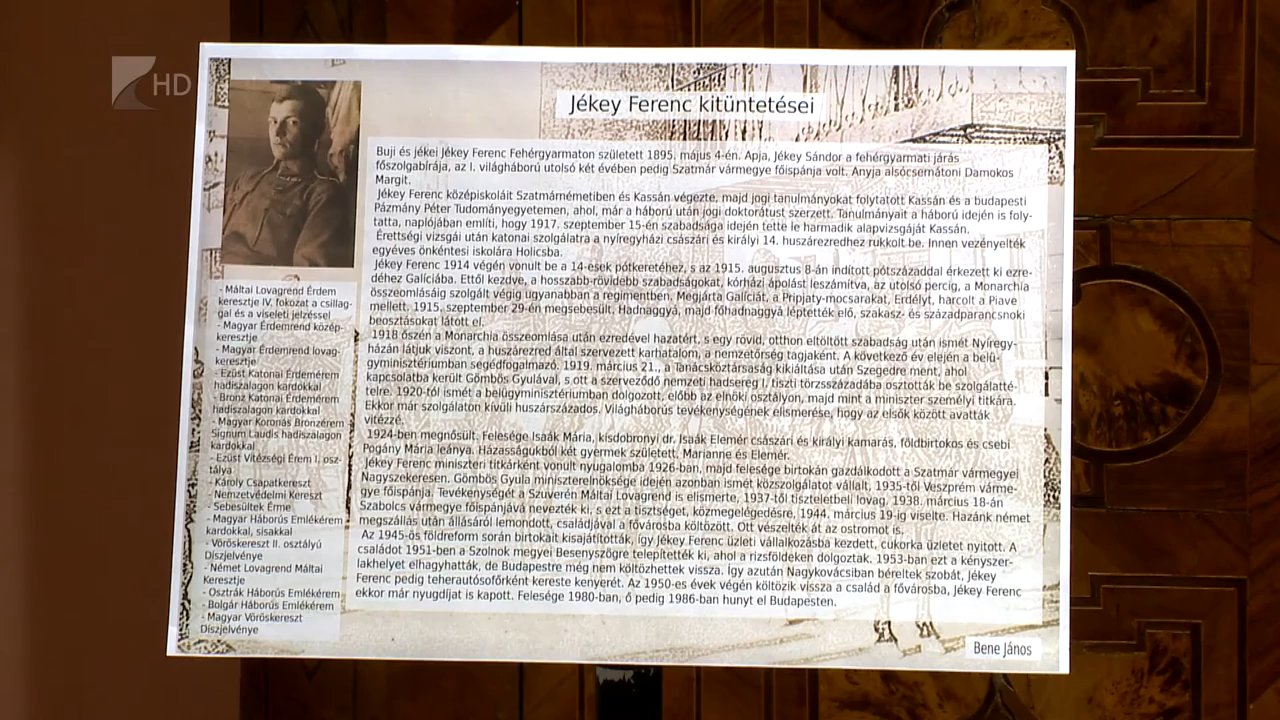 HD
Jékey Ferenc kitüntetései
Buji és jékei Jékey Ferenc Fehérgyarmaton született 1895. május 4-én. Apja, Jékey Sándor a fehérgyarmati járás
főszolgabírája, az I. világháború utolsó két évében pedig Szatmár vármegye főispánja volt. Anyja alsócsernátoni Damokos
Margit.
Jékey Ferenc középiskoláit Szatmárnémetiben és Kassán végezte, majd jogi tanulmányokat folytatott Kassán és a budapesti
Pázmány Péter Tudományegyetemen, ahol, már a háború után jogi doktorátust szerzett. Tanulmányait a háború idején is foly-
tatta, naplójában említi, hogy 1917. szeptember 15-én szabadsága idején tette le harmadik alapvizsgáját Kassán.
Érettségi vizsgái után katonai szolgálatra a nyíregyházi császári és királyi 14. huszárezredhez rukkolt be. Innen vezényelték
egyéves önkéntesi iskolára Holicsba.
Jékey Ferenc 1914 végén vonult be a 14-esek pótkeretéhez, s az 1915. augusztus 8-án indított pótszázaddal érkezett ki ezre-
déhez Galíciába. Ettől kezdve, a hosszabb-rövidebb szabadságokat, kórházi ápolást leszámítva, az utolsó percig, a Monarchia
összeomlásáig szolgált végig ugyanabban a regimentben. Megjárta Galíciát, a Pripjaty-mocsarakat, Erdélyt, harcolt a Piave
mellett. 1915. szeptember 29-én megsebesült. Hadnaggyá, majd főhadnaggyá léptették elő, szakasz- és századparancsnoki
beosztásokat látott el.
1918 őszén a Monarchia összeomlása után ezredével hazatért, s egy rövid, otthon eltöltött szabadság után ismét Nyíregy-
házán látjuk viszont, a huszárezred által szervezett karhatalom, a nemzetőrség tagjaként. A következő év elején a belü-
gyminisztériumban segédfogalmazó. 1919. március 21., a Tanácsköztársaság kikiáltása után Szegedre ment, ahol
kapcsolatba került Gömbös Gyulával, s ott a szerveződő nemzeti hadsereg I. tiszti törzsszázadába osztották be szolgálatté-
telre. 1920-tól ismét a belügyminisztériumban dolgozott, előbb az elnöki osztályon, majd mint a miniszter személyi titkára.
Ekkor már szolgálaton kívüli huszárszázados. Világháborús tevékenységének elismerése, hogy az elsők között avatták
vitézzé.
1924-ben megnősült. Felesége Isaák Mária, kisdobronyi dr. Isaák Elemér császári és királyi kamarás, földbirtokos és csebi
Pogány Mária leánya. Házasságukból két gyermek született, Marianne és Elemér.
Jékey Ferenc miniszteri titkárként vonult nyugalomba 1926-ban, majd felesége birtokán gazdálkodott a Szatmár vármegyei
Nagyszekeresen. Gömbös Gyula miniszterelnöksége idején azonban ismét közszolgálatot vállalt, 1935-től Veszprém várme-
gye főispánja. Tevékenységét a Szuverén Máltai Lovagrend is elismerte, 1937-től tiszteletbeli lovag. 1938. március 18-án
Szabolcs vármegye főispánjává nevezték ki, s ezt a tisztséget, közmegelégedésre, 1944. március 19-ig viselte. Hazánk német
megszállás után állásáról lemondott, családjával a fővárosba költözött. Ott vészelték át az ostromot is.
Az 1945-ös földreform során birtokait kisajátították, így Jékey Ferenc üzleti vállalkozásba kezdett, cukorka üzletet nyitott. A
családot 1951-ben a Szolnok megyei Besenyszögre telepítették ki, ahol a rizsföldeken dolgoztak. 1953-ban ezt a kényszer-
lakhelyet elhagyhatták, de Budapestre még nem költözhettek vissza. Így azután Nagykovácsiban béreltek szobát, Jékey
Ferenc pedig teherautósofőrként kereste kenyerét. Az 1950-es évek végén költözik vissza a család a fővárosba, Jékey Ferenc
ekkor már nyugdíjat is kapott. Felesége 1980-ban, ő pedig 1986-ban hunyt el Budapesten.
- Máltai Lovagrend Érdem
keresztje IV. fokozat a csillag-
gal és a viseleti jelzéssel
- Magyar Érdemrend közép-
keresztje
- Magyar Érdemrend lovag-
keresztje
- Ezüst Katonai Érdemérem
hadiszalagon kardokkal
- Bronz Katonai Érdemérem
hadiszalagon kardokkal
- Magyar Koronás Bronzérem
Signum Laudis hadiszalagon
kardokkal
- Ezüst Vitézségi Érem I. osz-
tálya
- Károly Csapatkereszt
- Nemzetvédelmi Kereszt
- Sebesültek Érme
- Magyar Háborús Emlékérem
kardokkal, sisakkal
- Vöröskereszt II. osztályú
Díszjelvénye
- Német Lovagrend Máltai
Keresztje
- Osztrák Háborús Emlékérem
- Bolgár Háborús Emlékérem
- Magyar Vöröskereszt
Díszjelvénye
Bene János